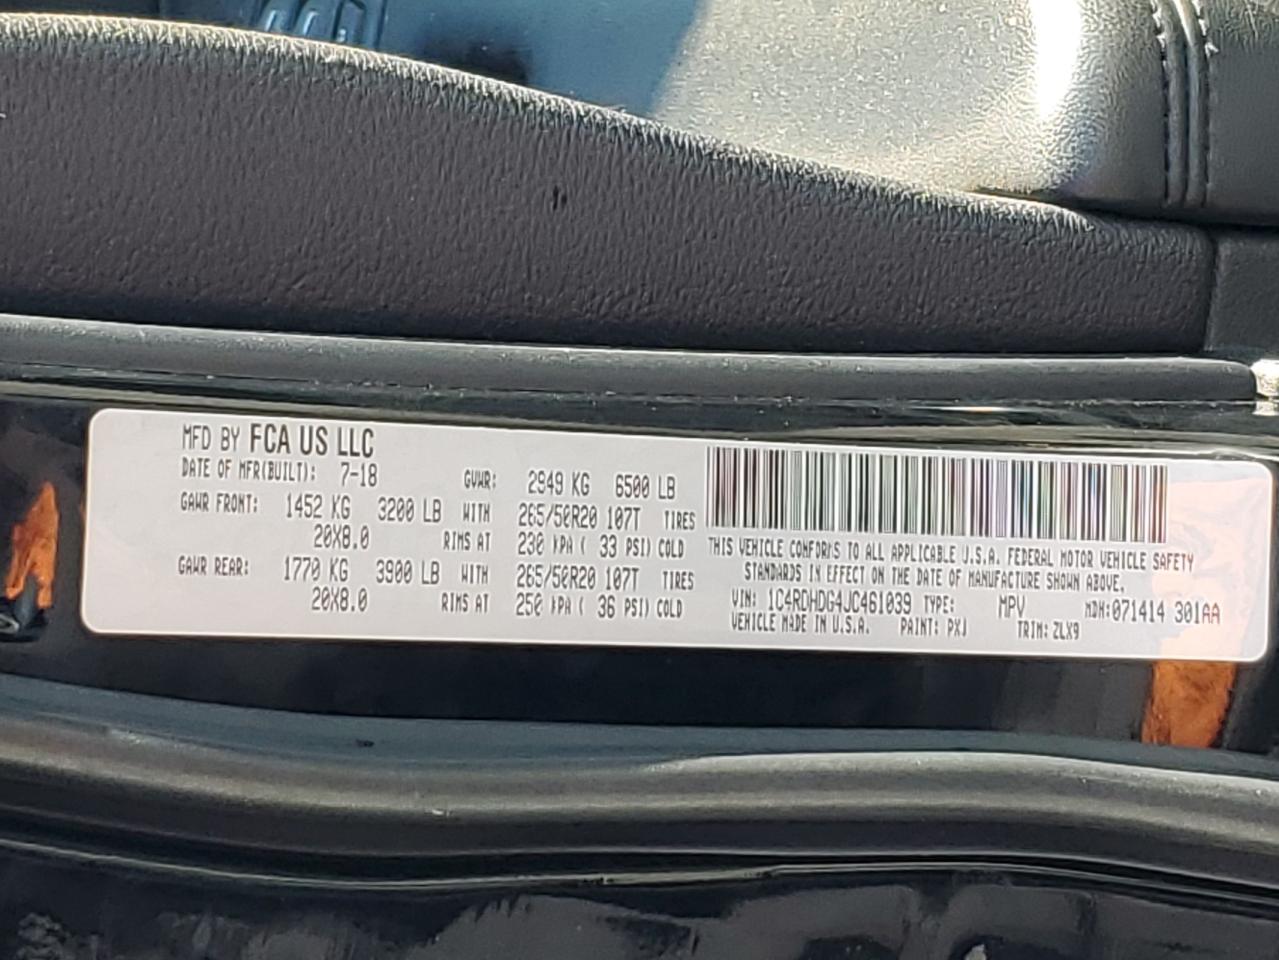 MFD BY FCA US LLC
DATE OF MFR(BUILT): 7-18 GVWR: 2949 KG 6500 LB
GAWR FRONT: 1452 KG 3200 LB WITH 265/50R20 107T TIRES
20X8.0 RIMS AT 230 kPA ( 33 PSI) COLD
GAWR REAR: 1770 KG 3900 LB WITH 265/50R20 107T TIRES
20X8.0 RIMS AT 250 kPA ( 36 PSI) COLD
THIS VEHICLE CONFORMS TO ALL APPLICABLE U.S.A. FEDERAL MOTOR VEHICLE SAFETY
STANDARDS IN EFFECT ON THE DATE OF MANUFACTURE SHOWN ABOVE.
VIN: 1C4RDHDG4JC461039 TYPE: MPV MDH:071414 301AA
VEHICLE MADE IN U.S.A. PAINT: PXJ TRIM: ZLX9